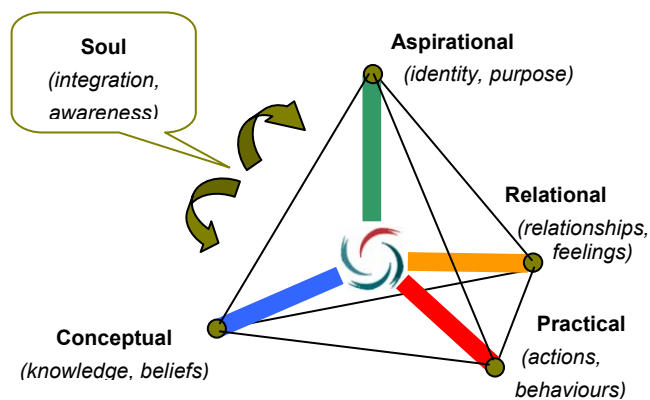 Soul
(integration,
awareness)
Aspirational
(identity, purpose)
Relational
(relationships,
feelings)
Conceptual
(knowledge, beliefs)
Practical
(actions,
behaviours)